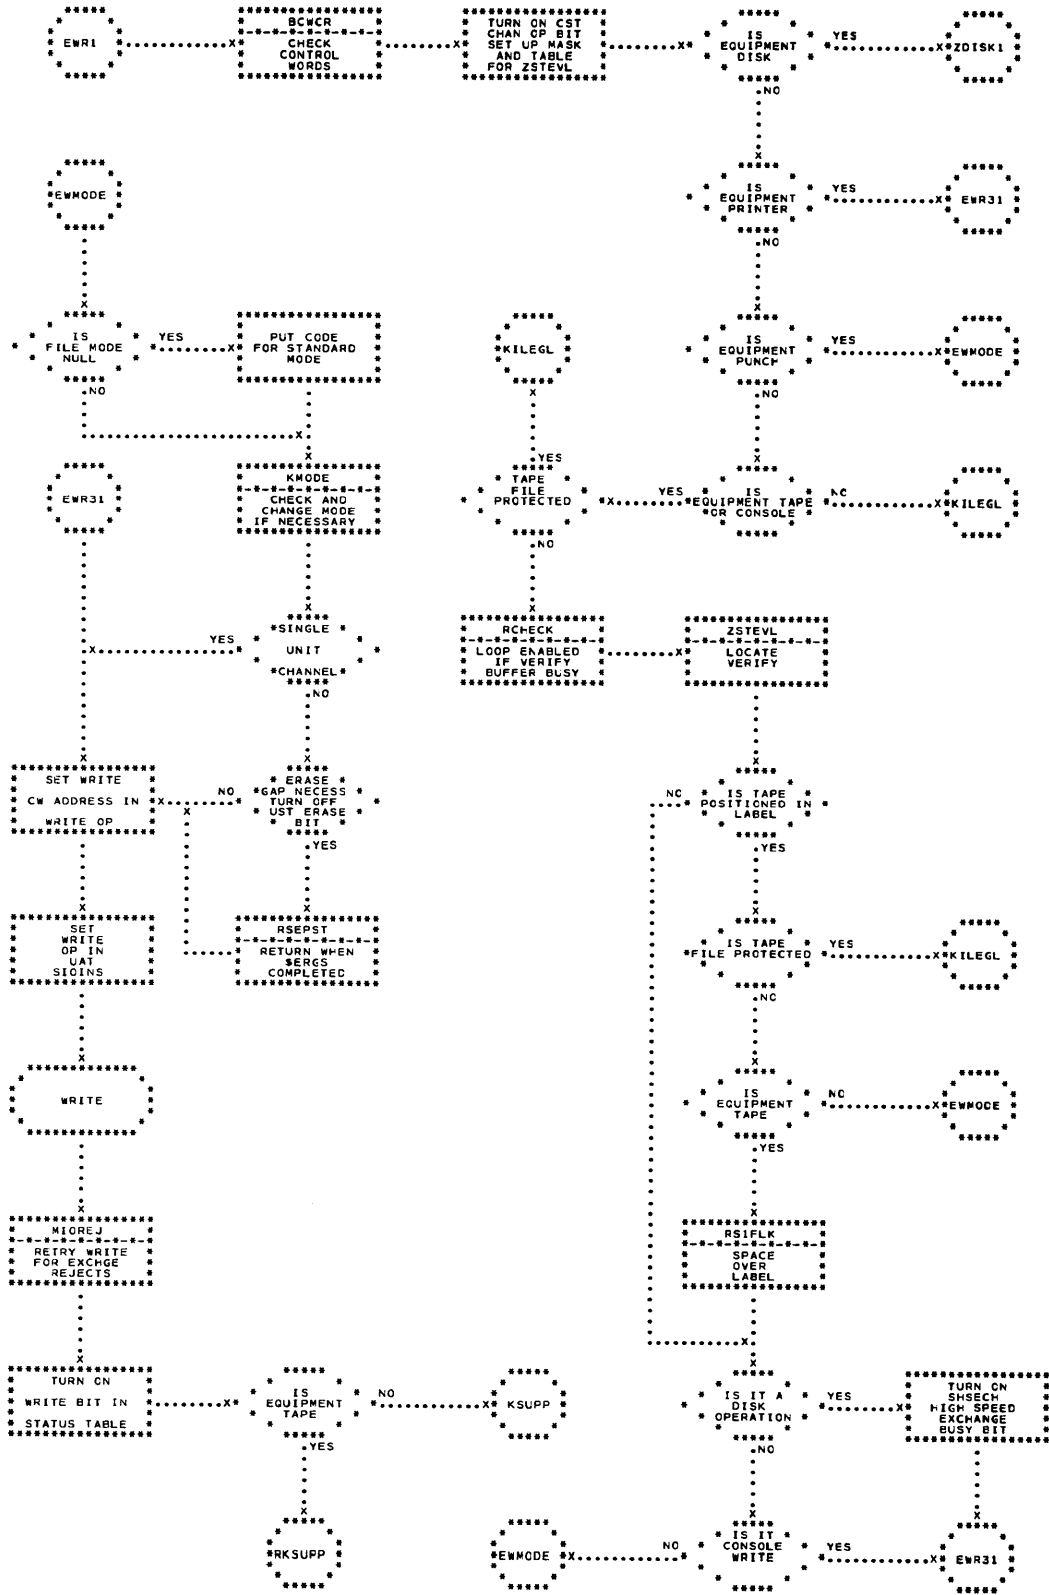 EWR1
BCWCR
CHECK
CONTROL
WORDS
TURN ON CST
CHAN OP BIT
SET UP MASK
AND TABLE
FOR ZSTEVL
IS
EQUIPMENT
DISK
YES
ZDISK1
NO
EWMODE
IS
EQUIPMENT
PRINTER
YES
EWR31
NO
IS
FILE MODE
NULL
YES
PUT CODE
FOR STANDARD
MODE
KILEGL
IS
EQUIPMENT
PUNCH
YES
EWMODE
NO
NO
YES
EWR31
KMODE
CHECK AND
CHANGE MODE
IF NECESSARY
TAPE
FILE
PROTECTED
YES
IS
EQUIPMENT TAPE
OR CONSOLE
NO
KILEGL
NO
YES
SINGLE
UNIT
CHANNEL
RCHECK
LOOP ENABLED
IF VERIFY
BUFFER BUSY
ZSTEVL
LOCATE
VERIFY
NO
SET WRITE
CW ADDRESS IN
WRITE OP
NO
ERASE
GAP NECESS
TURN OFF
UST ERASE
BIT
NO
IS TAPE
POSITIONED IN
LABEL
YES
YES
SET
WRITE
OP IN
UAT
SIOINS
RSEPST
RETURN WHEN
$ERGS
COMPLETED
IS TAPE
FILE PROTECTED
YES
KILEGL
NO
WRITE
IS
EQUIPMENT
TAPE
NO
EWMODE
YES
MIOREJ
RETRY WRITE
FOR EXCHGE
REJECTS
RS1FLK
SPACE
OVER
LABEL
TURN ON
WRITE BIT IN
STATUS TABLE
IS
EQUIPMENT
TAPE
NO
KSUPP
IS IT A
DISK
OPERATION
YES
TURN ON
SHSECH
HIGH SPEED
EXCHANGE
BUSY BIT
YES
NO
RKSUPP
EWMODE
NO
IS IT
CONSOLE
WRITE
YES
EWR31